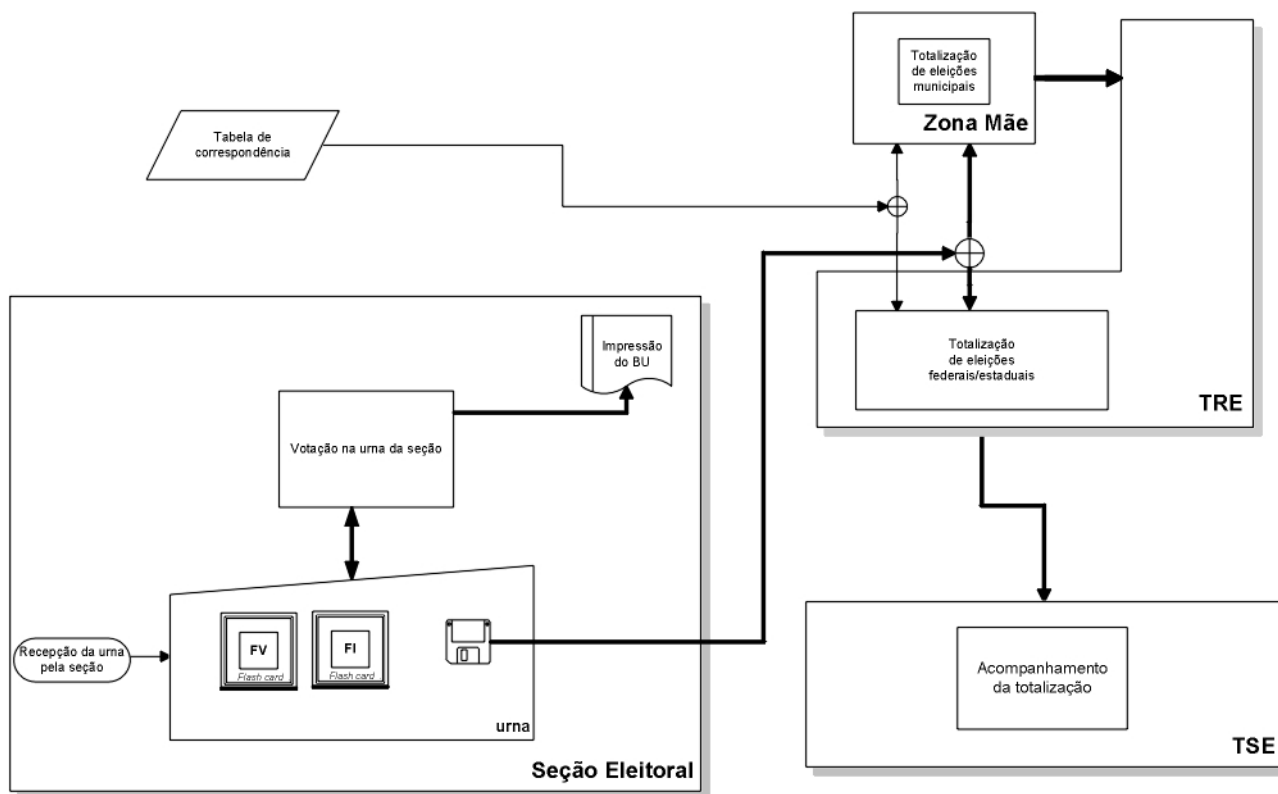 Totalização
de eleições
municipais
Zona Mãe
Tabela de
correspondência
Impressão
do BU
Votação na urna da seção
Totalização
de eleições
federais/estaduais
TRE
Recepção da urna
pela seção
FV
Flash card
FI
Flash card
urna
Seção Eleitoral
Acompanhamento
da totalização
TSE